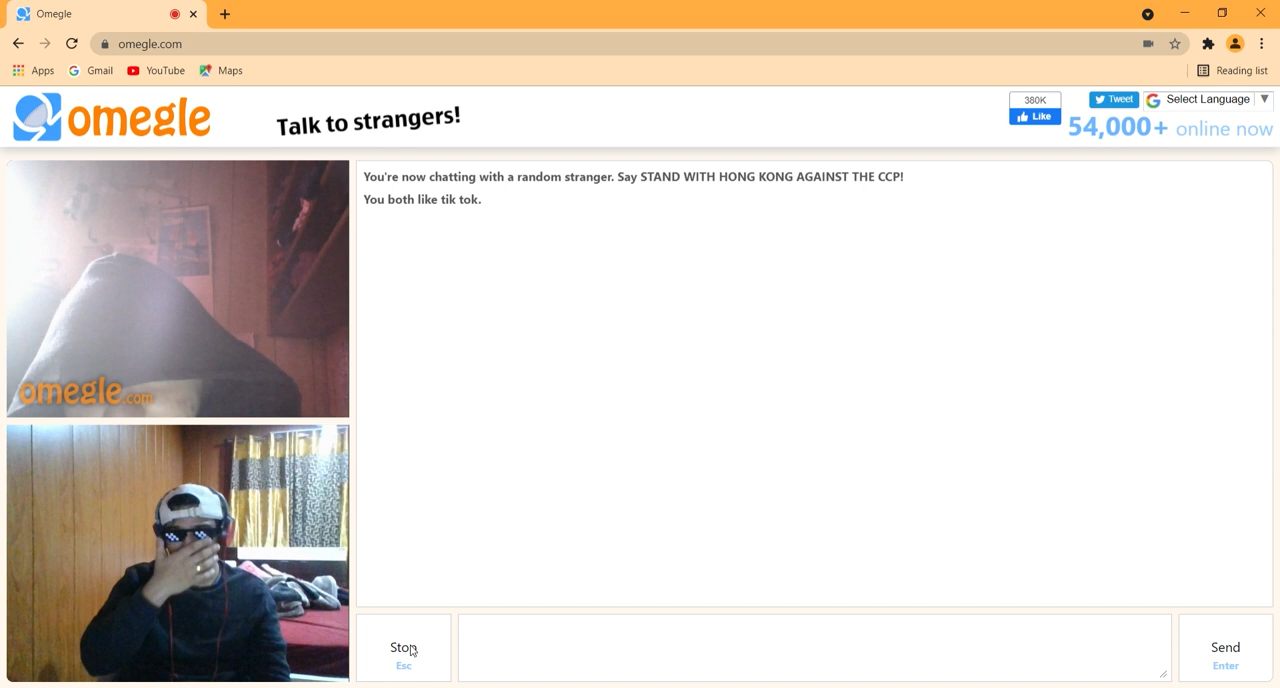 Omegle
omegle.com
Apps
Gmail
YouTube
Maps
Reading list
omegle
Talk to strangers!
380K
Like
Tweet
Select Language
54,000+ online now
You're now chatting with a random stranger. Say STAND WITH HONG KONG AGAINST THE CCP!
You both like tik tok.
omegle.com
Stop
Esc
Send
Enter